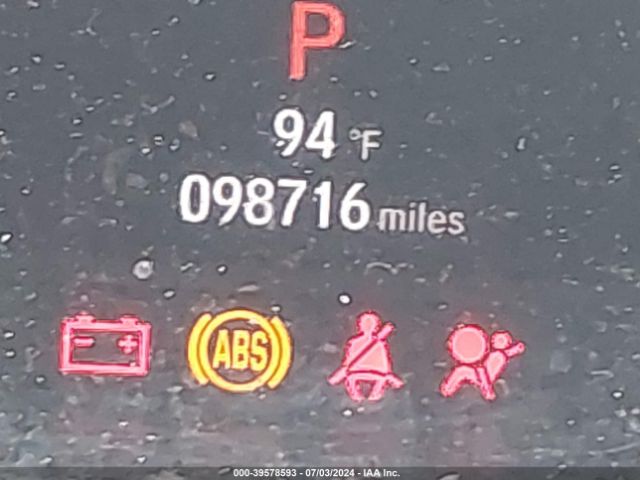 P
94 °F
098716 miles
ABS
000-39578593 - 07/03/2024 - IAA Inc.